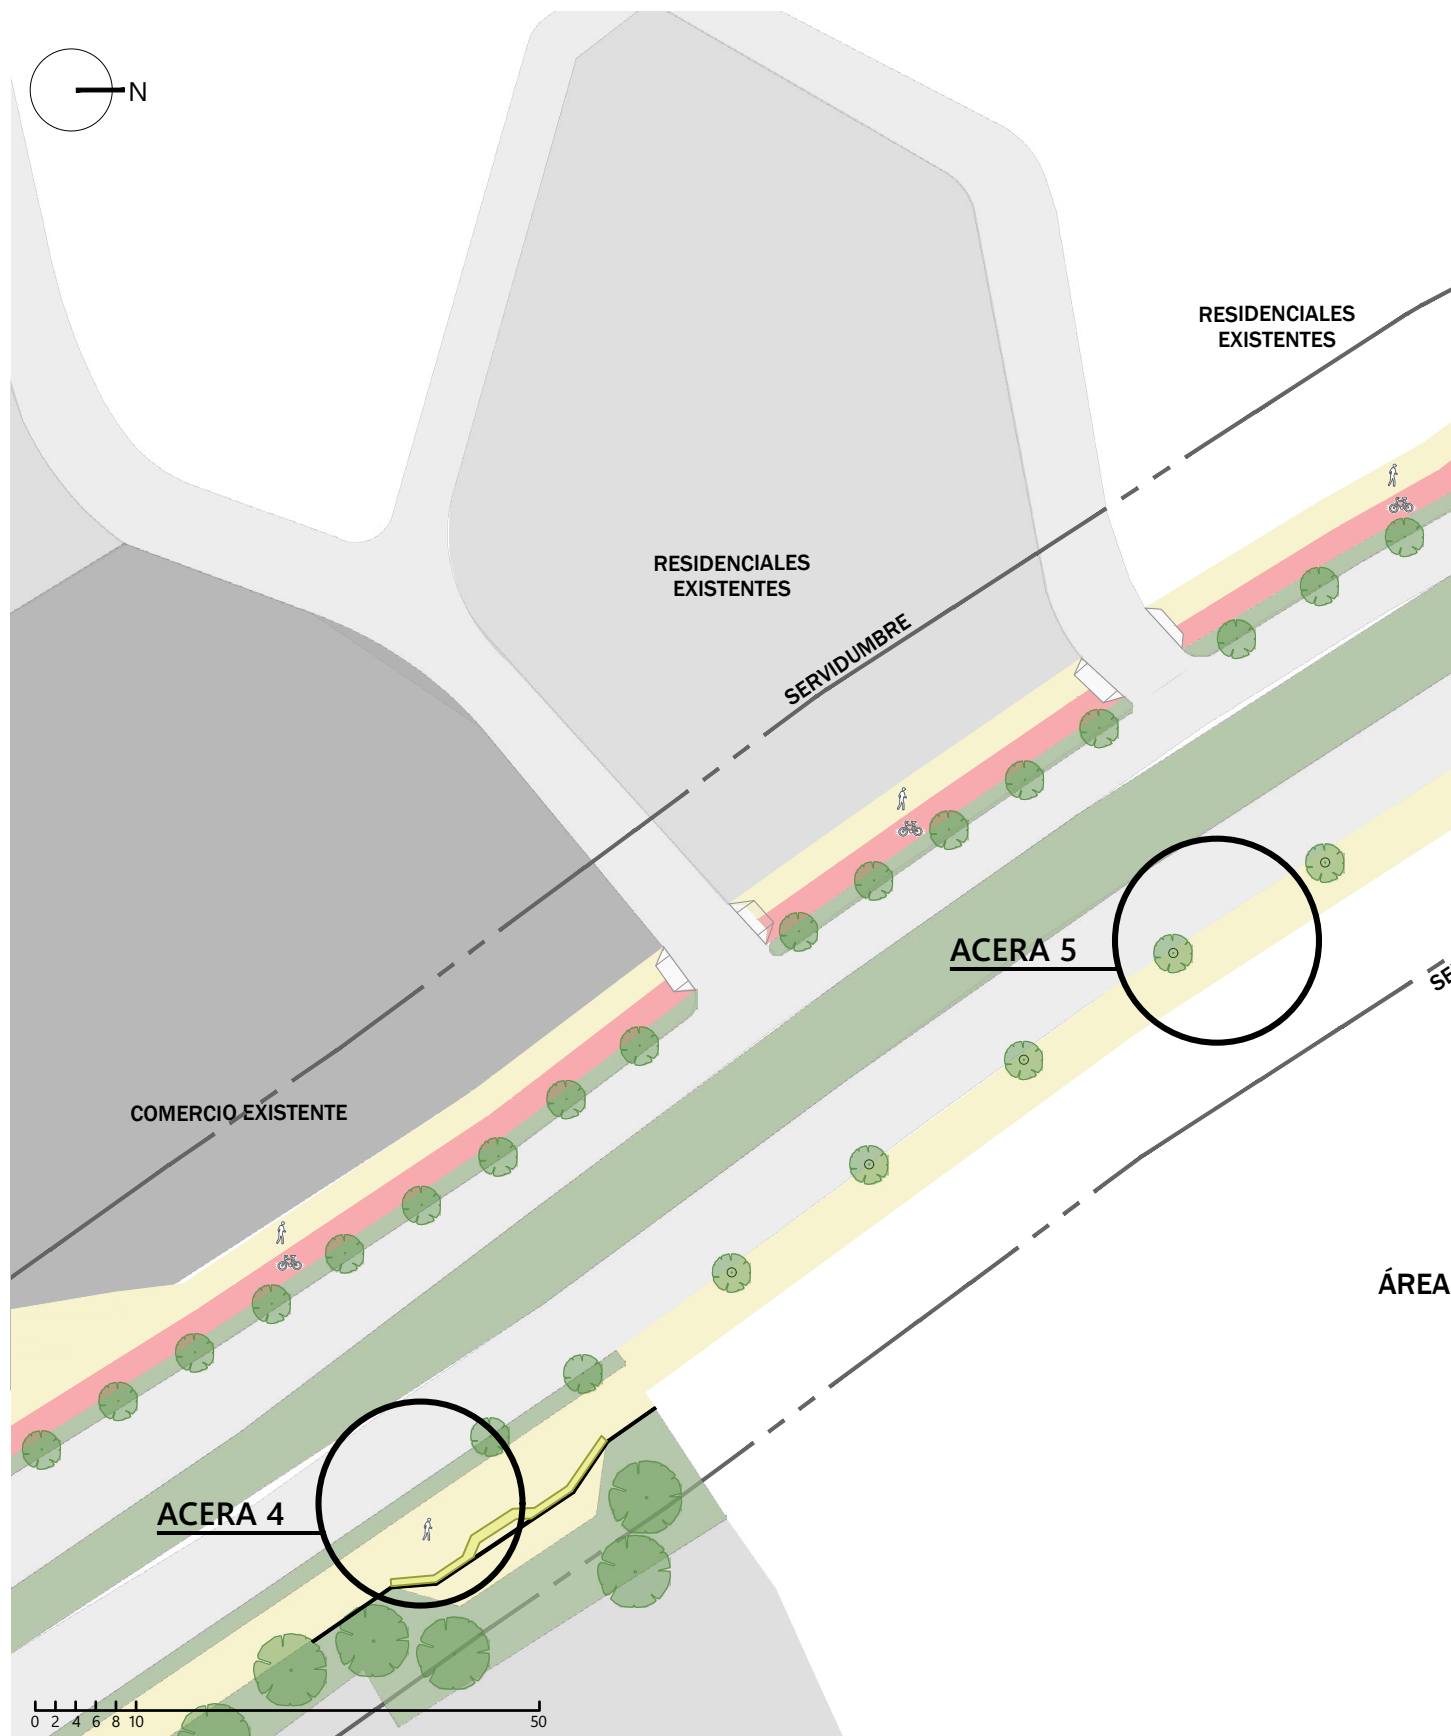 N
RESIDENCIALES
EXISTENTES
RESIDENCIALES
EXISTENTES
SERVIDUMBRE
ACERA 5
SE
COMERCIO EXISTENTE
ÁREA
ACERA 4
0 2 4 6 8 10 50